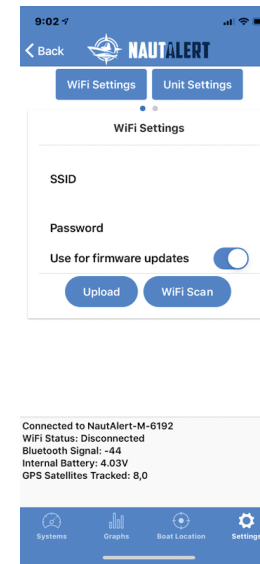 9:02
Back NAUTALERT
WiFi Settings Unit Settings
WiFi Settings
SSID
Password
Use for firmware updates
Upload WiFi Scan
Connected to NautAlert-M-6192
WiFi Status: Disconnected
Bluetooth Signal: -44
Internal Battery: 4.03V
GPS Satellites Tracked: 8,0
Systems Graphs Boat Location Settings